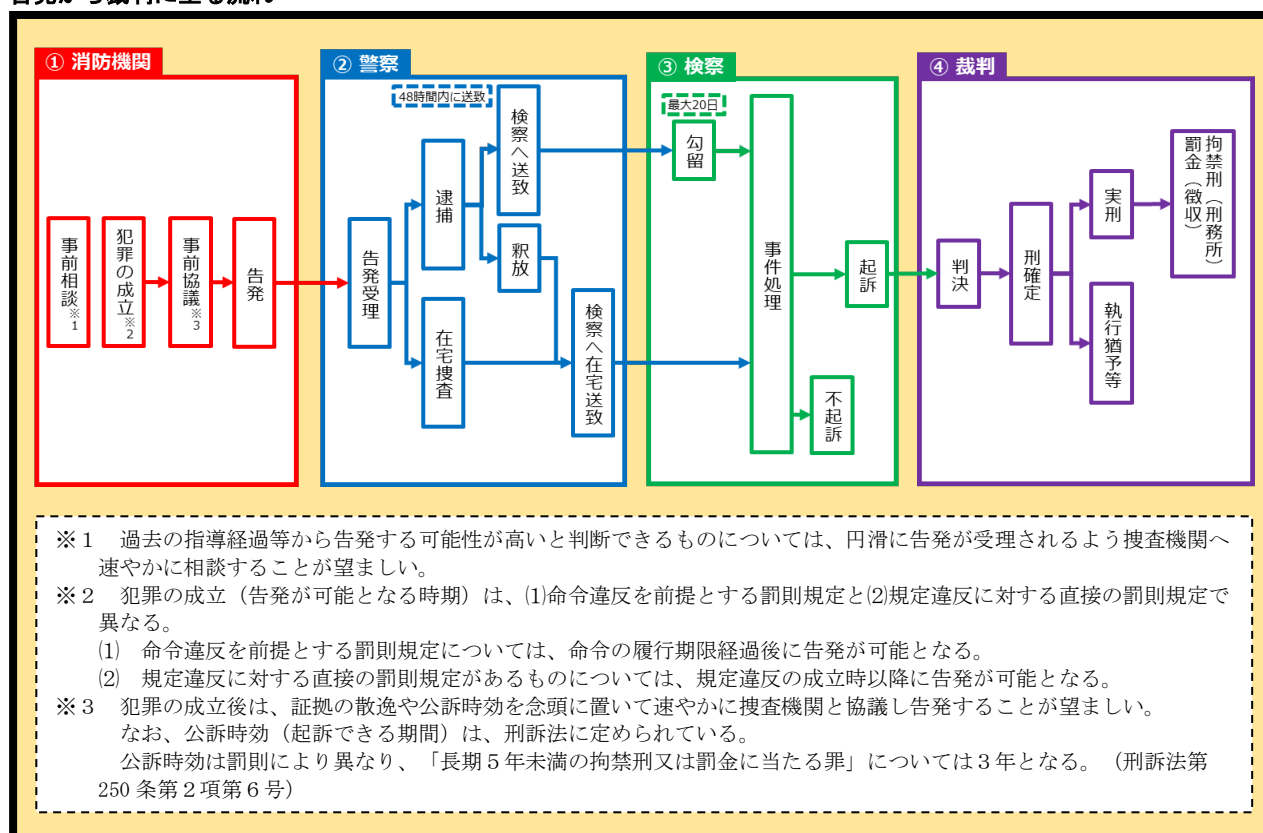 告発から裁判に至る流れ
① 消防機関
事前相談※1
犯罪の成立※2
事前協議※3
告発
② 警察
48時間内に送致
告発受理
逮捕
在宅捜査
検察へ送致
釈放
検察へ在宅送致
③ 検察
最大20日
勾留
事件処理
起訴
不起訴
④ 裁判
判決
刑確定
実刑
執行猶予等
拘禁刑（刑務所）
罰金（徴収）
※１　過去の指導経過等から告発する可能性が高いと判断できるものについては、円滑に告発が受理されるよう捜査機関へ
速やかに相談することが望ましい。
※２　犯罪の成立（告発が可能となる時期）は、⑴命令違反を前提とする罰則規定と⑵規定違反に対する直接の罰則規定で
異なる。
⑴　命令違反を前提とする罰則規定については、命令の履行期限経過後に告発が可能となる。
⑵　規定違反に対する直接の罰則規定があるものについては、規定違反の成立時以降に告発が可能となる。
※３　犯罪の成立後は、証拠の散逸や公訴時効を念頭に置いて速やかに捜査機関と協議し告発することが望ましい。
なお、公訴時効（起訴できる期間）は、刑訴法に定められている。
公訴時効は罰則により異なり、「長期５年未満の拘禁刑又は罰金に当たる罪」については３年となる。（刑訴法第
250 条第２項第６号）